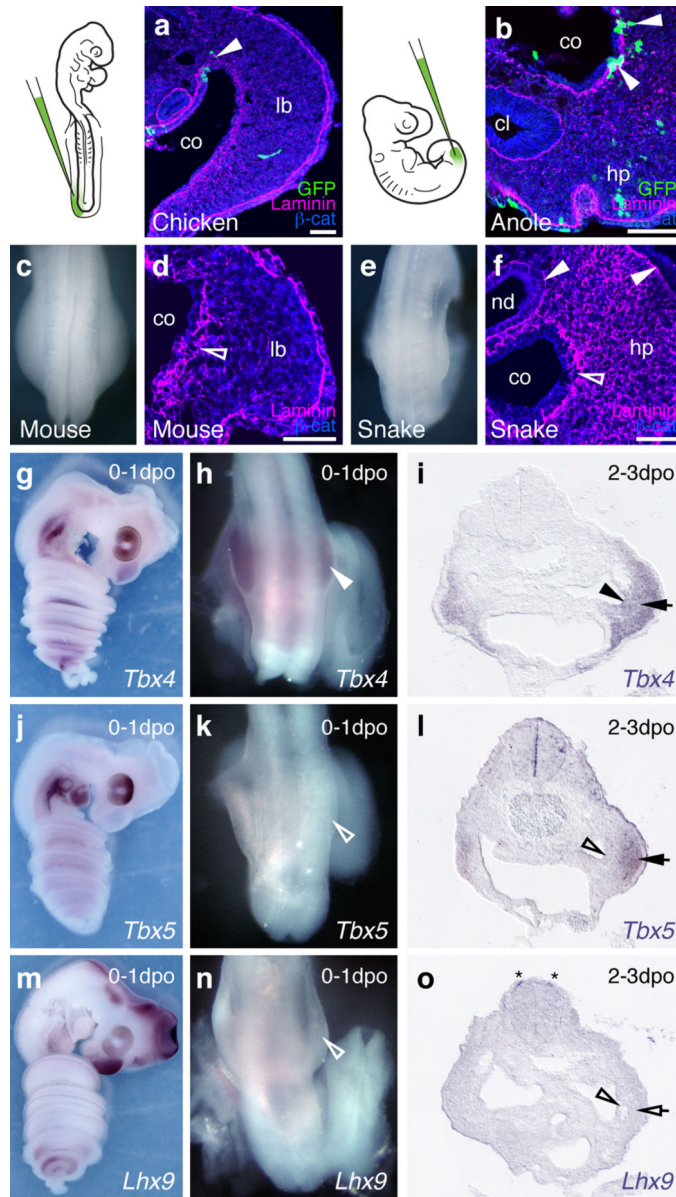 a
co
lb
GFP
Laminin
β-cat
Chicken
b
co
cl
hp
GFP
Laminin
β-cat
Anole
c
Mouse
d
co
lb
Laminin
β-cat
Mouse
e
Snake
f
nd
hp
co
Laminin
β-cat
Snake
g
0-1dpo
Tbx4
h
0-1dpo
Tbx4
i
2-3dpo
Tbx4
j
0-1dpo
Tbx5
k
0-1dpo
Tbx5
l
2-3dpo
Tbx5
m
0-1dpo
Lhx9
n
0-1dpo
Lhx9
o
2-3dpo
* *
Lhx9